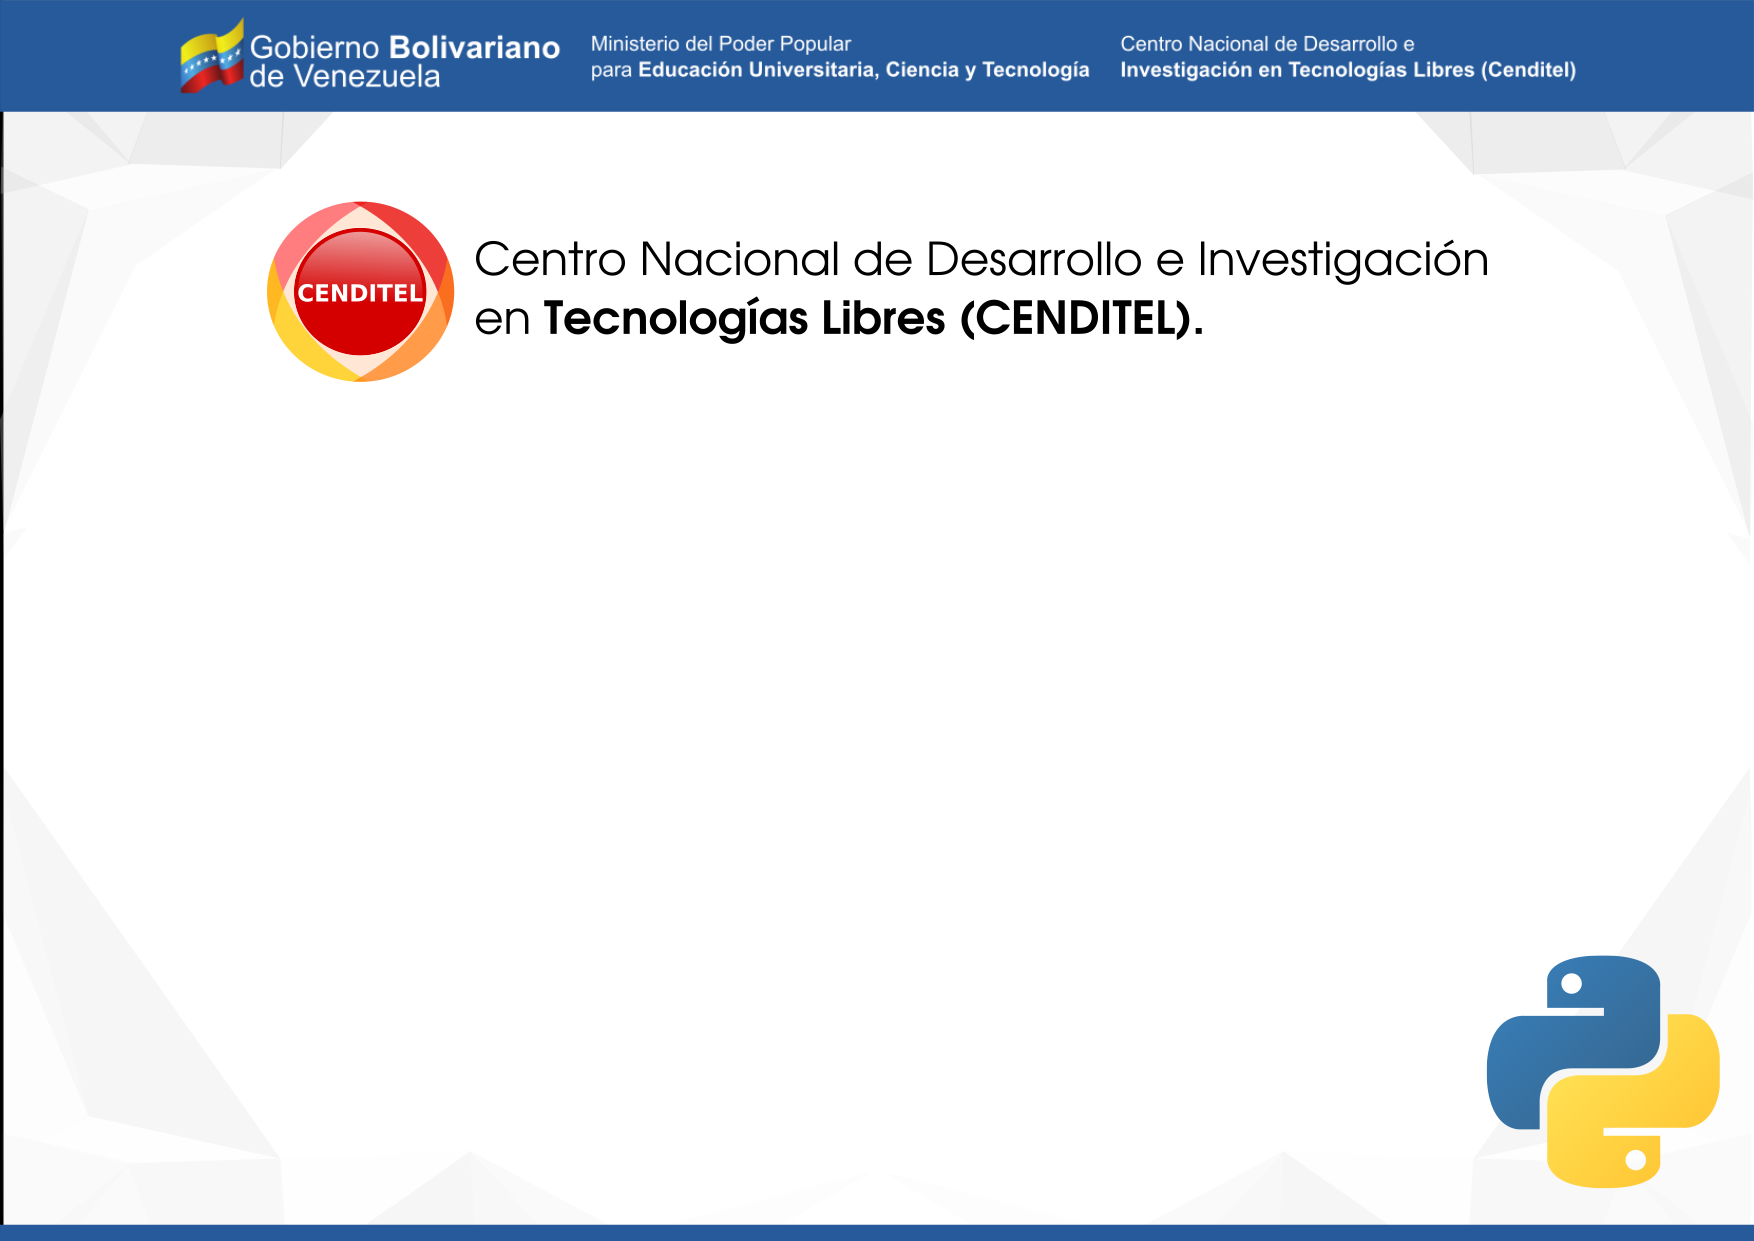 Gobierno Bolivariano
de Venezuela
Ministerio del Poder Popular
para Educación Universitaria, Ciencia y Tecnología
Centro Nacional de Desarrollo e
Investigación en Tecnologías Libres (Cenditel)
CENDITEL
Centro Nacional de Desarrollo e Investigación
en Tecnologías Libres (CENDITEL).